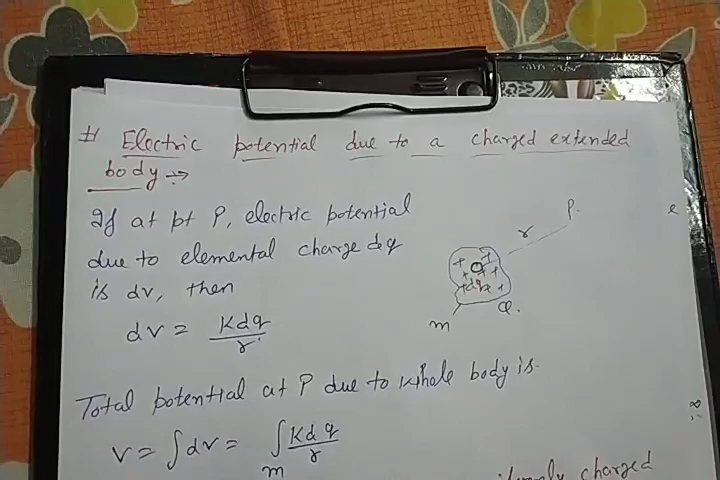 # Electric potential due to a charged extended
body →
If at pt P, electric potential
due to elemental charge dq
is dv, then
dv = Kdq/r
P.
r
+ + + + + dq + +
Q.
m
Total potential at P due to whole body is.
v = ∫dv = ∫Kdq/r
m
charged